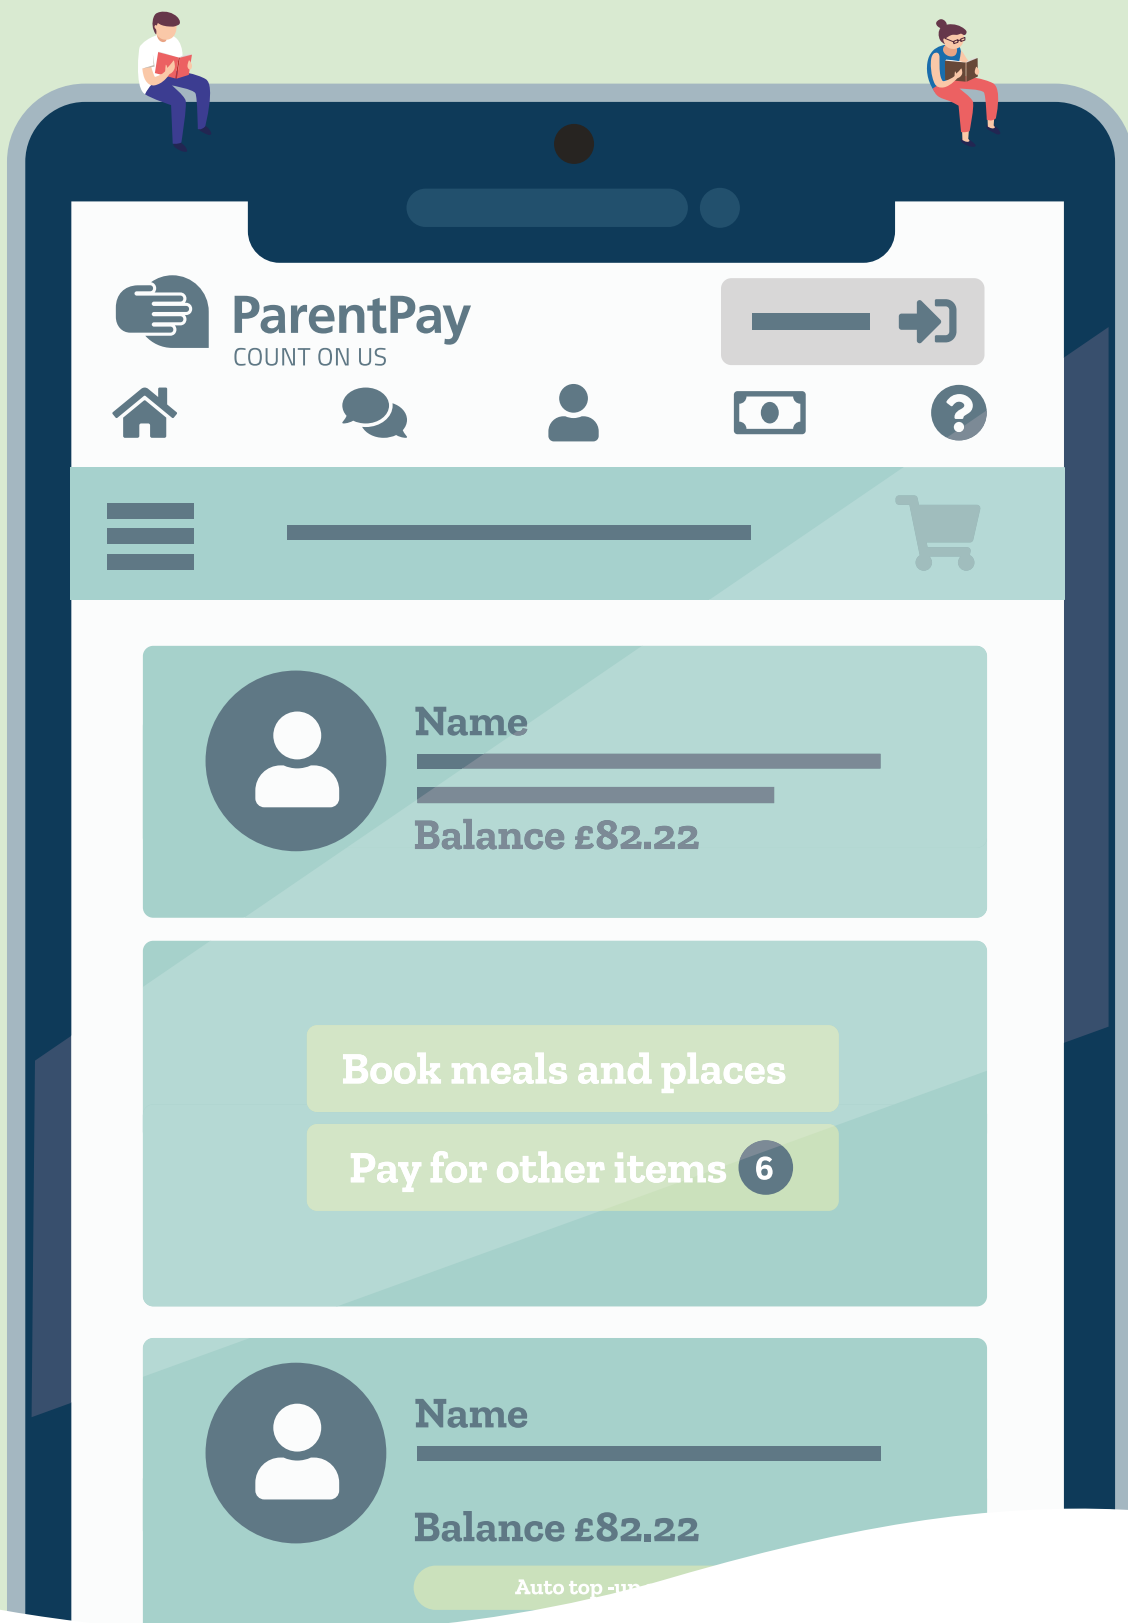 ParentPay
COUNT ON US
Name
Balance £82.22
Book meals and places
Pay for other items 6
Name
Balance £82.22
Auto top -up